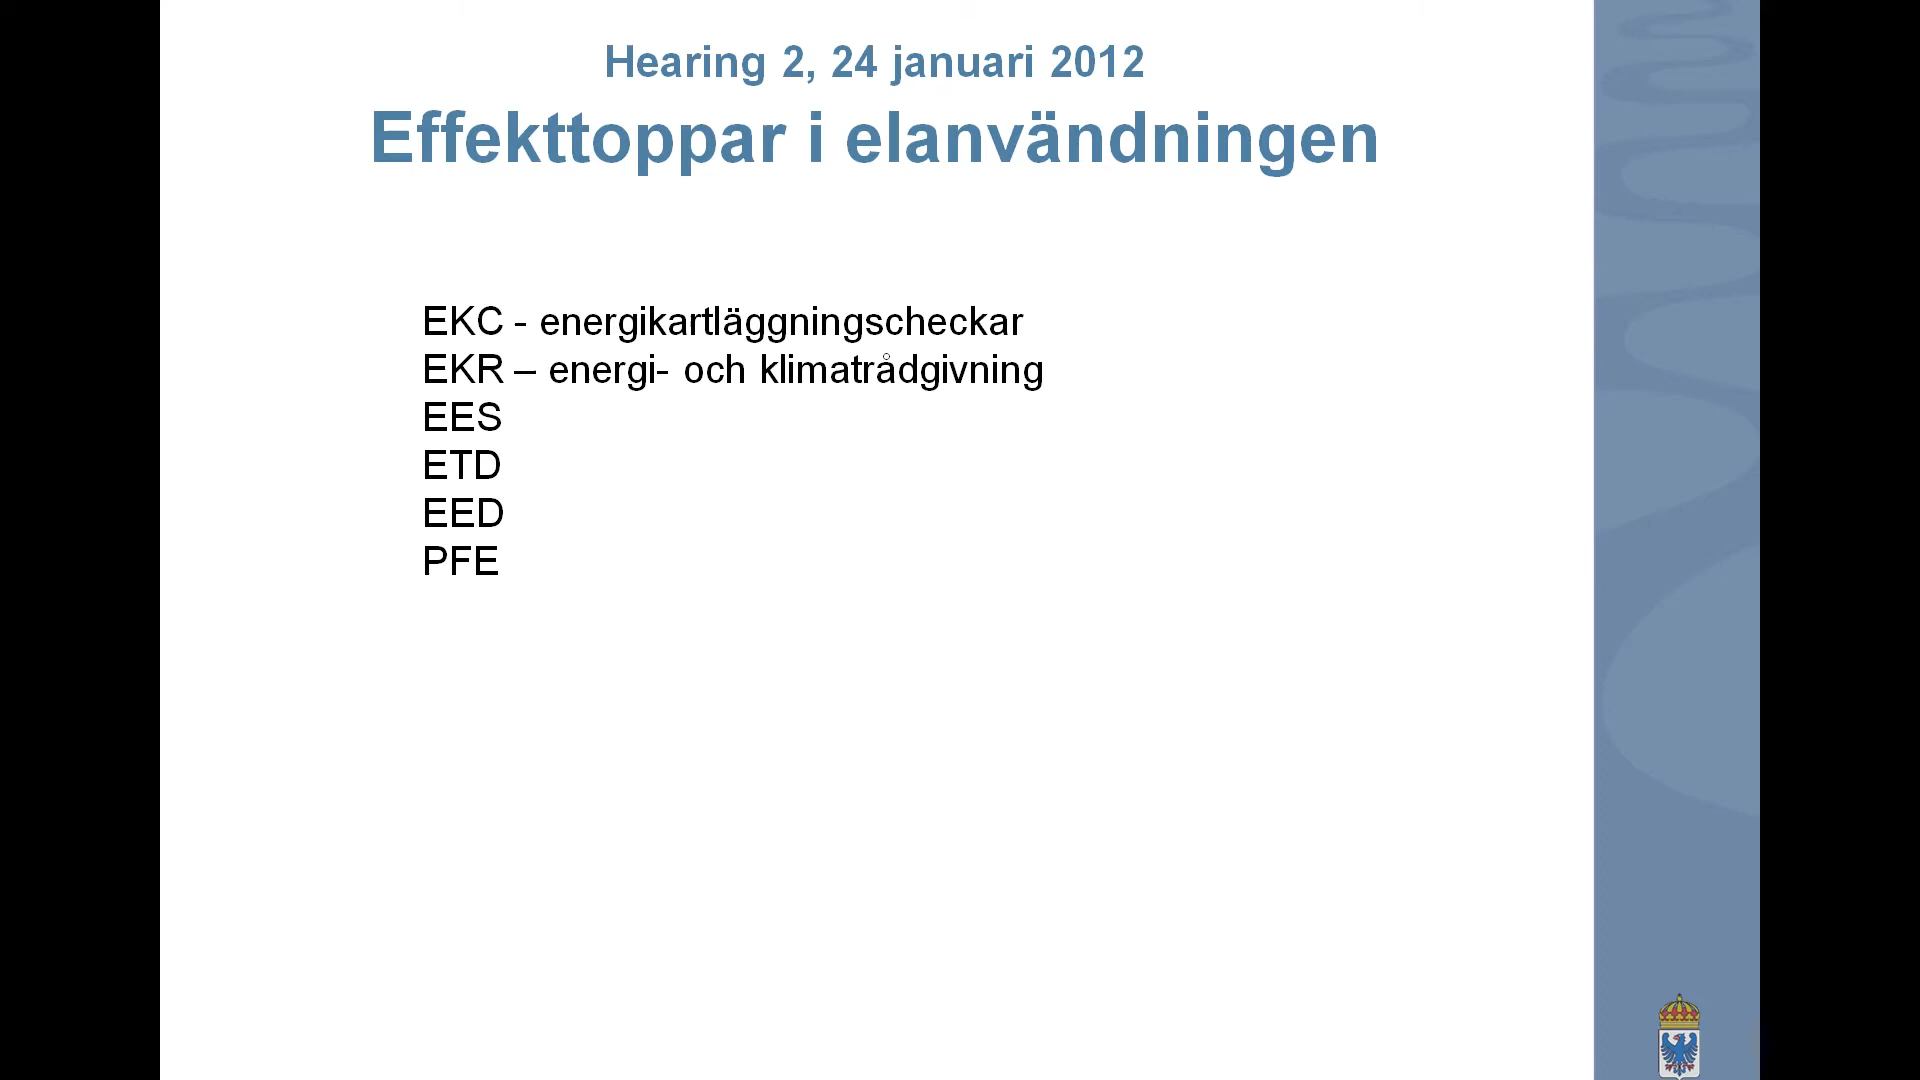 Hearing 2, 24 januari 2012
Effekttoppar i elanvändningen
EKC - energikartläggningscheckar
EKR – energi- och klimatrådgivning
EES
ETD
EED
PFE